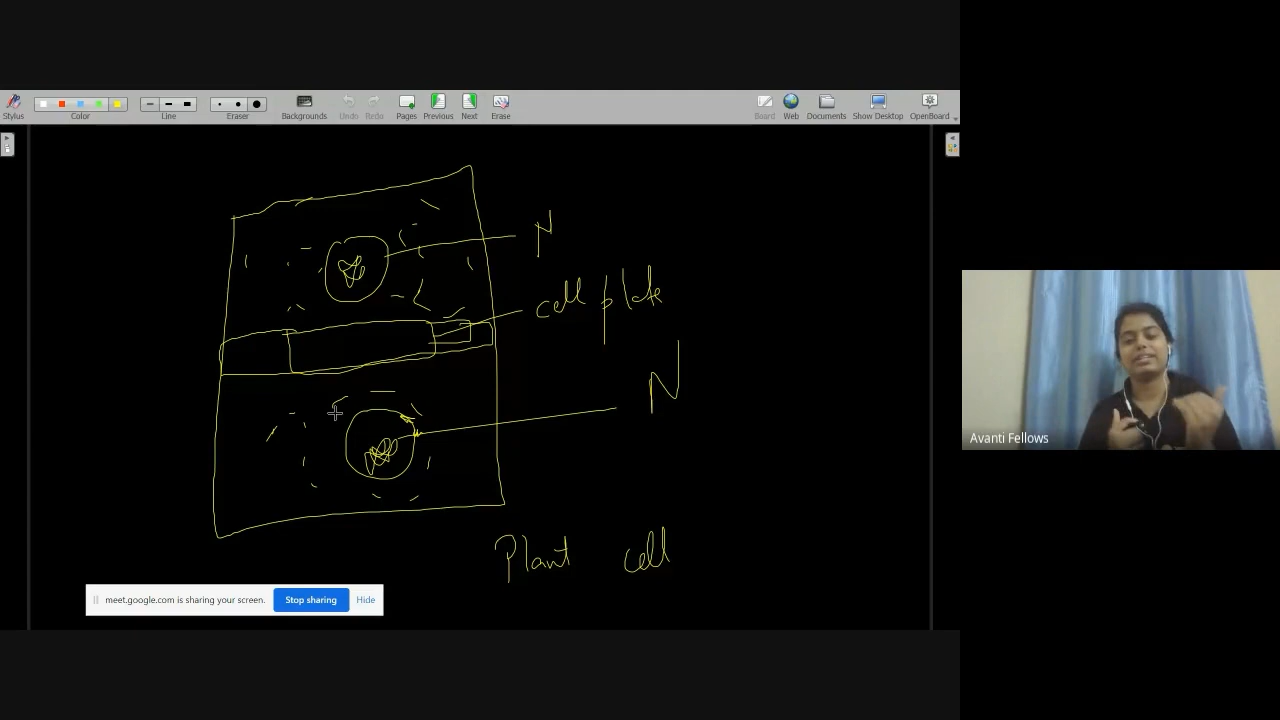 Stylus
Color
Line
Eraser
Backgrounds
Undo
Redo
Pages
Previous
Next
Erase
Board
Web
Documents
Show Desktop
OpenBoard
N
cell plate
N
Plant cell
meet.google.com is sharing your screen.
Stop sharing
Hide
Avanti Fellows